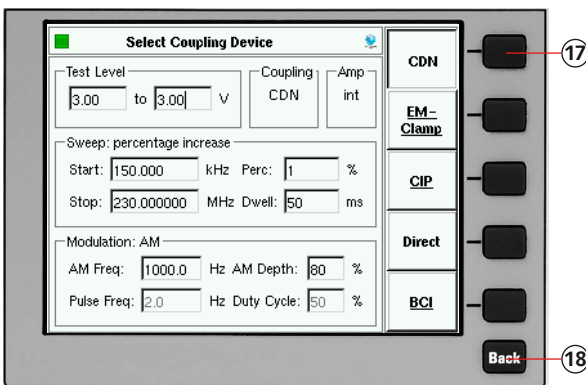 Select Coupling Device
Test Level
3.00 to 3.00 V
Coupling
CDN
Amp
int
Sweep: percentage increase
Start: 150.000 kHz Perc: 1 %
Stop: 230.000000 MHz Dwell: 50 ms
Modulation: AM
AM Freq: 1000.0 Hz AM Depth: 80 %
Pulse Freq: 2.0 Hz Duty Cycle: 50 %
CDN
EM-
Clamp
CIP
Direct
BCI
Back
17
18